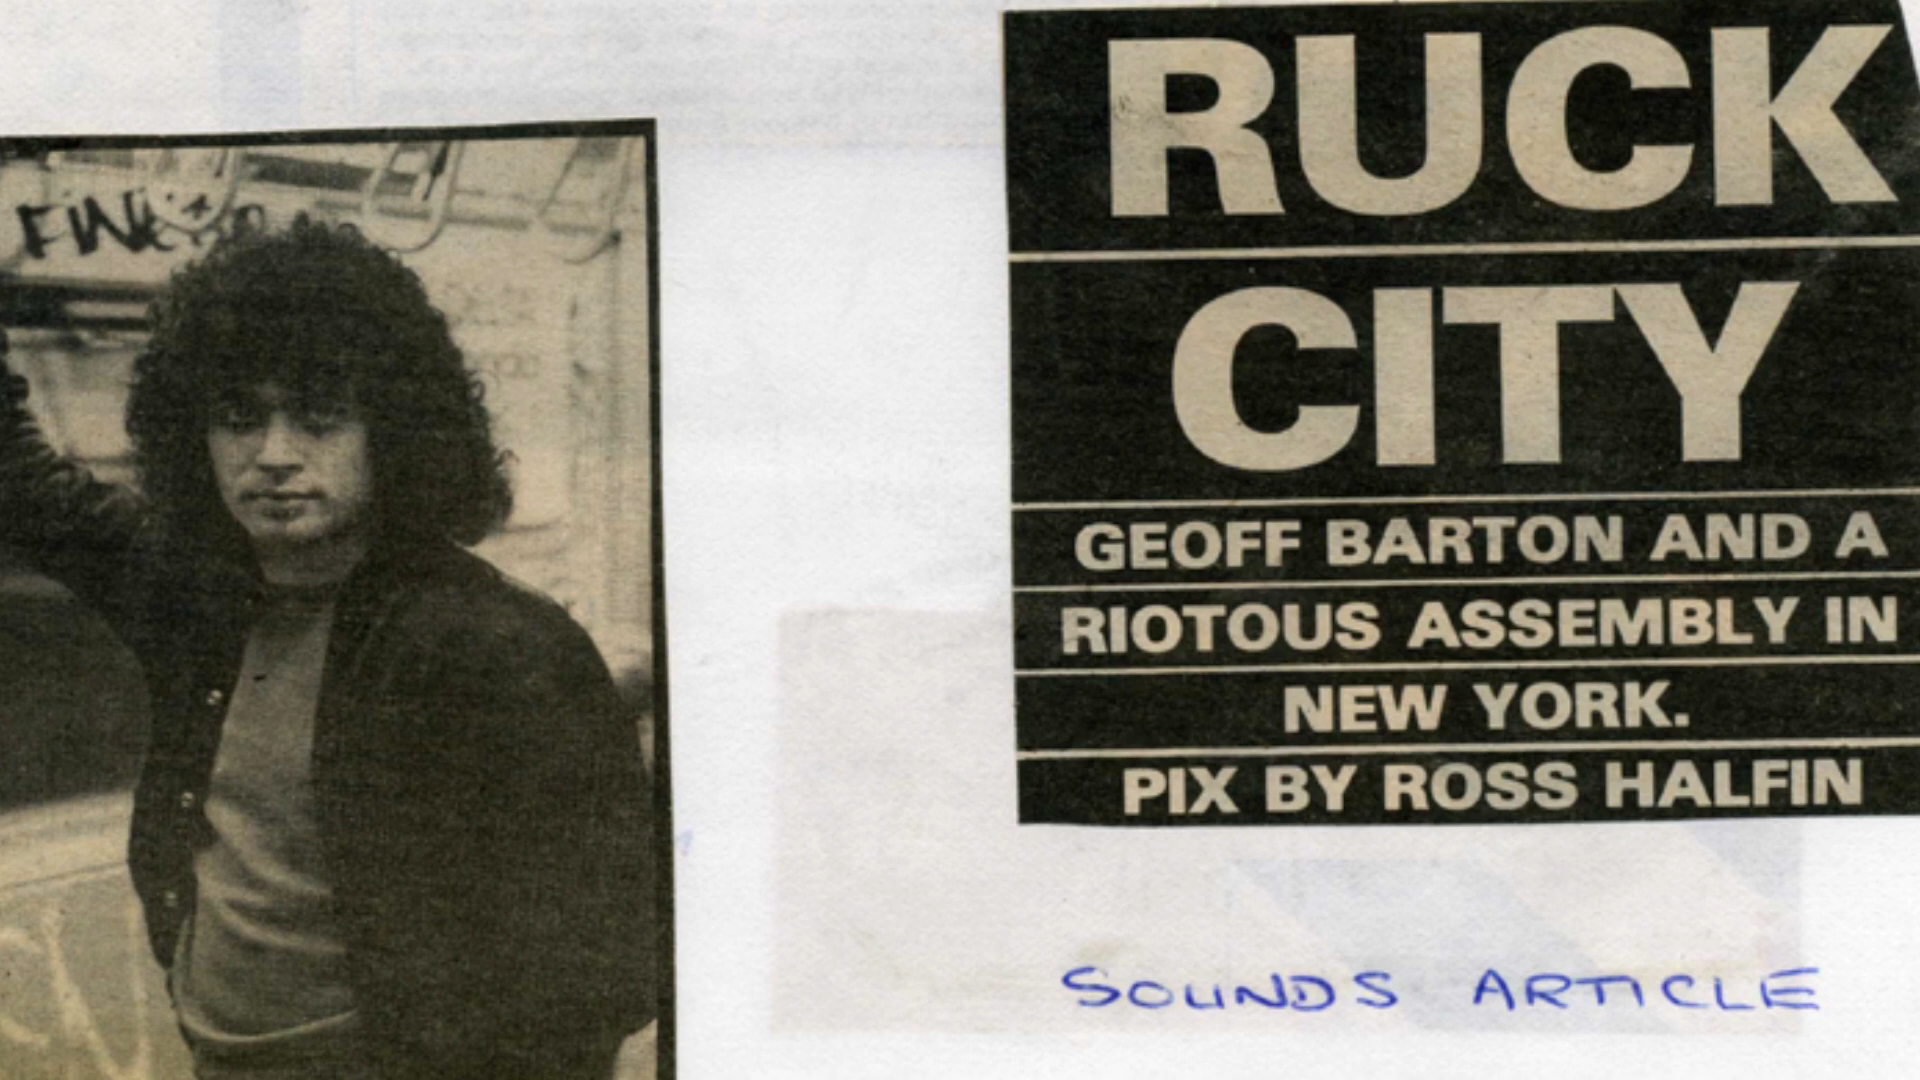 RUCK
CITY
GEOFF BARTON AND A
RIOTOUS ASSEMBLY IN
NEW YORK.
PIX BY ROSS HALFIN
SOUNDS ARTICLE